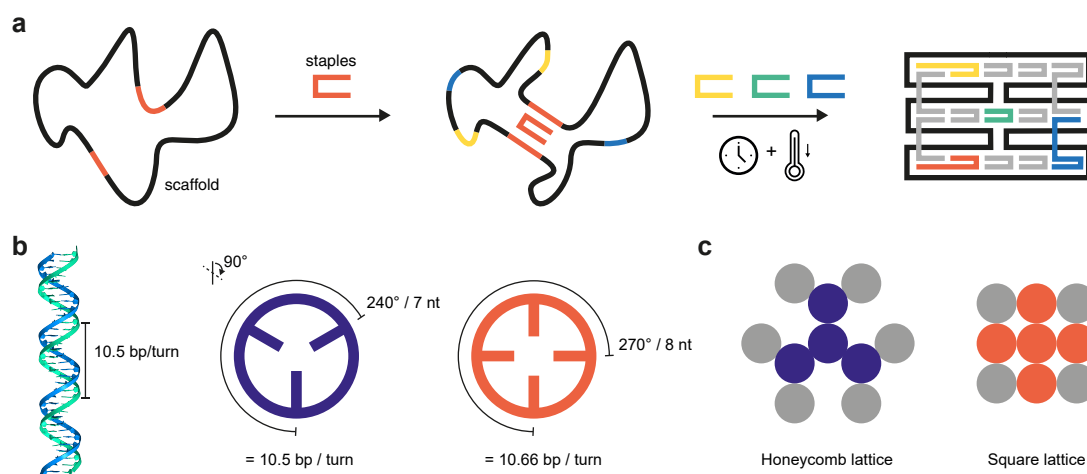 a
staples
scaffold
+
b
90°
240° / 7 nt
270° / 8 nt
10.5 bp/turn
= 10.5 bp / turn
= 10.66 bp / turn
c
Honeycomb lattice
Square lattice